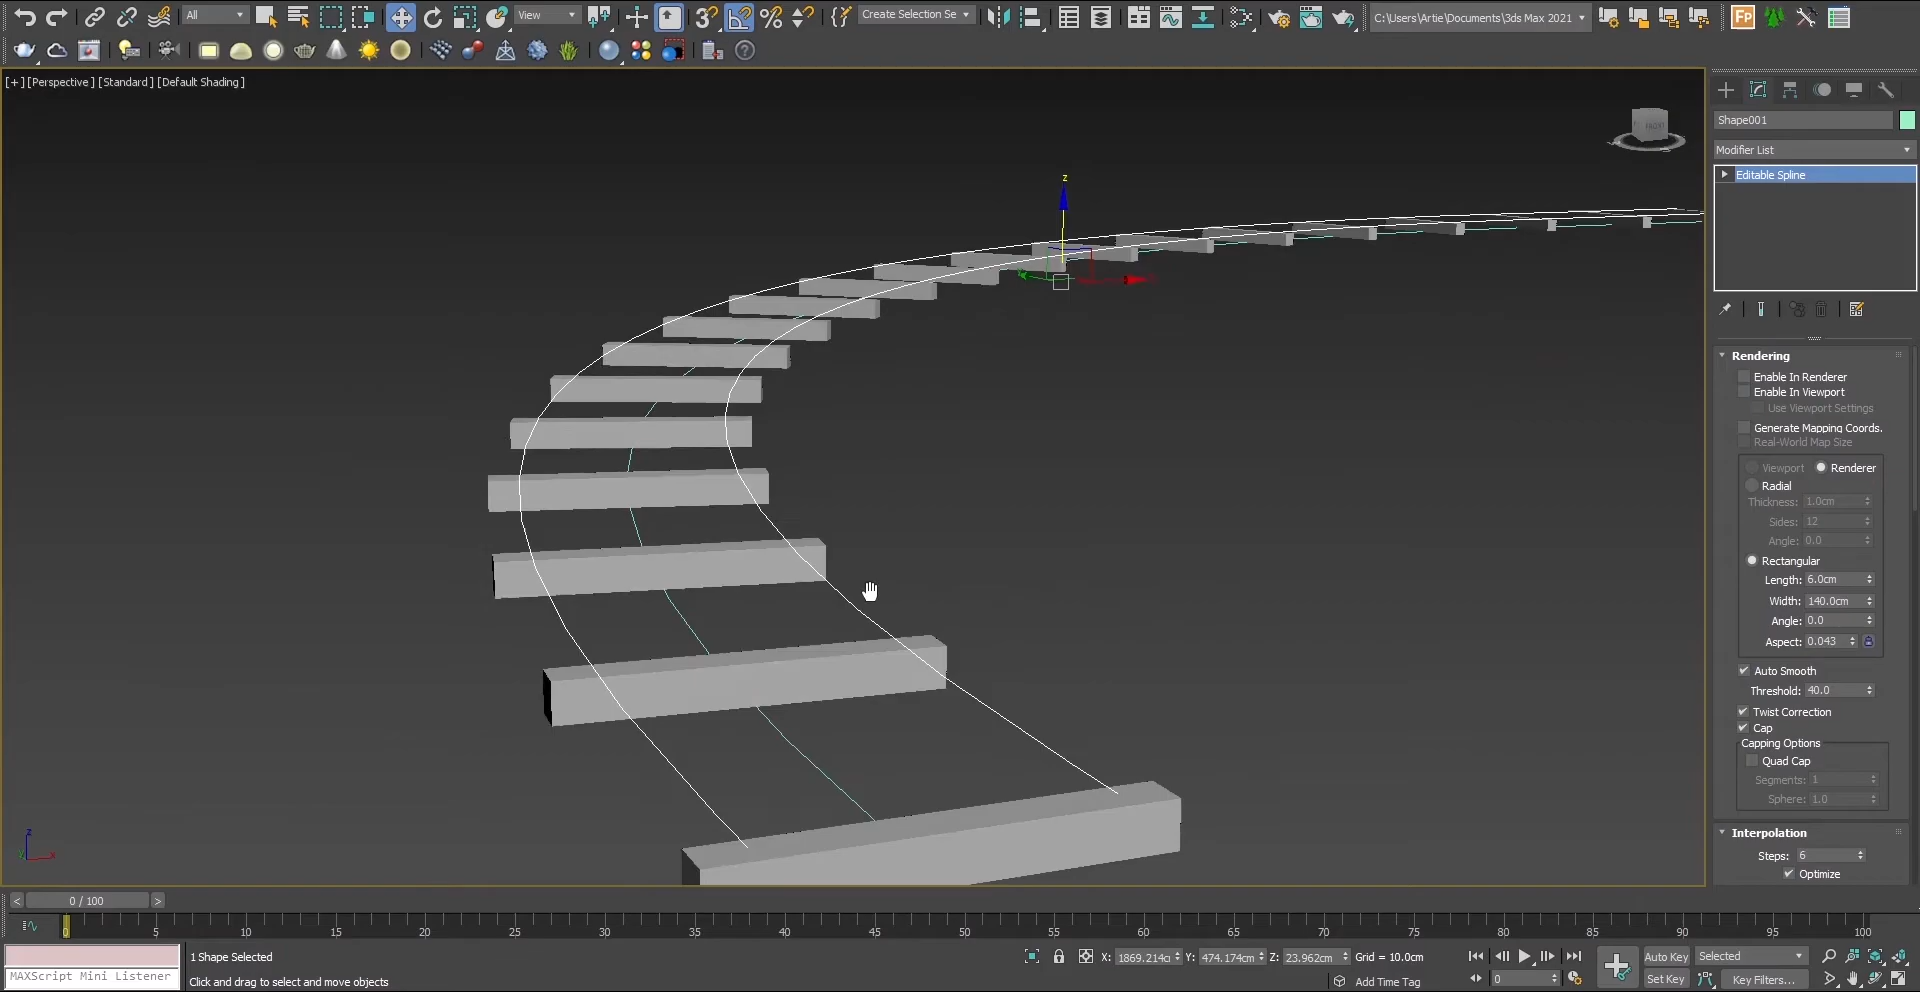 All
View
Create Selection Se
C:\Users\Artie\Documents\3ds Max 2021
[+] [Perspective] [Standard] [Default Shading]
FRONT
z
Shape001
Modifier List
Editable Spline
Rendering
Enable In Renderer
Enable In Viewport
Use Viewport Settings
Generate Mapping Coords.
Real-World Map Size
Viewport Renderer
Radial
Thickness: 1.0cm
Sides: 12
Angle: 0.0
Rectangular
Length: 6.0cm
Width: 140.0cm
Angle: 0.0
Aspect: 0.043
Auto Smooth
Threshold: 40.0
Twist Correction
Cap
Capping Options
Quad Cap
Segments: 1
Sphere: 1.0
Interpolation
Steps: 6
Optimize
z
y x
< 0 / 100 >
0 5 10 15 20 25 30 35 40 45 50 55 60 65 70 75 80 85 90 95 100
1 Shape Selected
X: 1869.214c Y: 474.174cm Z: 23.962cm Grid = 10.0cm
Auto Key Selected
MAXScript Mini Listener
Click and drag to select and move objects
Add Time Tag
0
Set Key Key Filters...